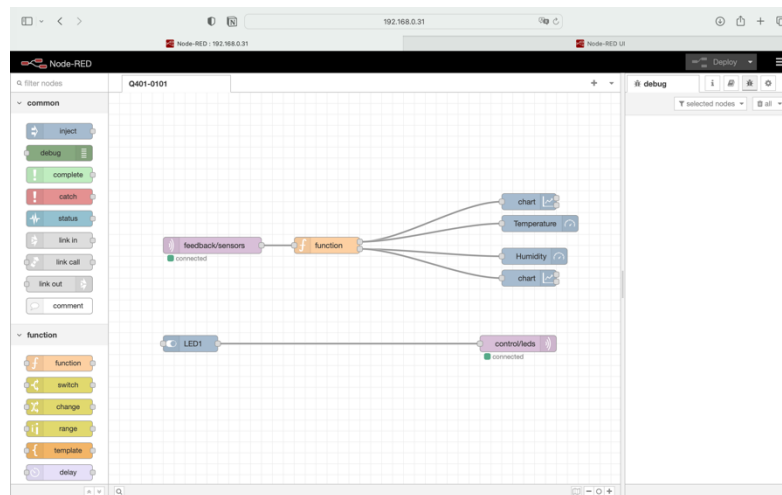 192.168.0.31
Node-RED : 192.168.0.31
Node-RED UI
Node-RED
Deploy
filter nodes
Q401-0101
debug
i
selected nodes
all
common
inject
debug
complete
catch
status
link in
link call
link out
comment
function
function
switch
change
range
template
delay
feedback/sensors
connected
function
chart
Temperature
Humidity
chart
LED1
control/leds
connected